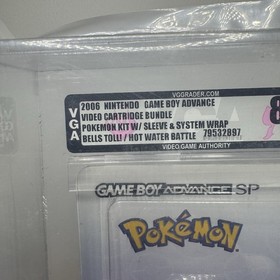 VGGRADER.COM
VGA
2006 NINTENDO GAME BOY ADVANCE
VIDEO CARTRIDGE BUNDLE
POKEMON KIT W/ SLEEVE & SYSTEM WRAP
BELLS TOLL / HOT WATER BATTLE 79532897
VIDEO GAME AUTHORITY
8
GAME BOY ADVANCE SP
POKéMON